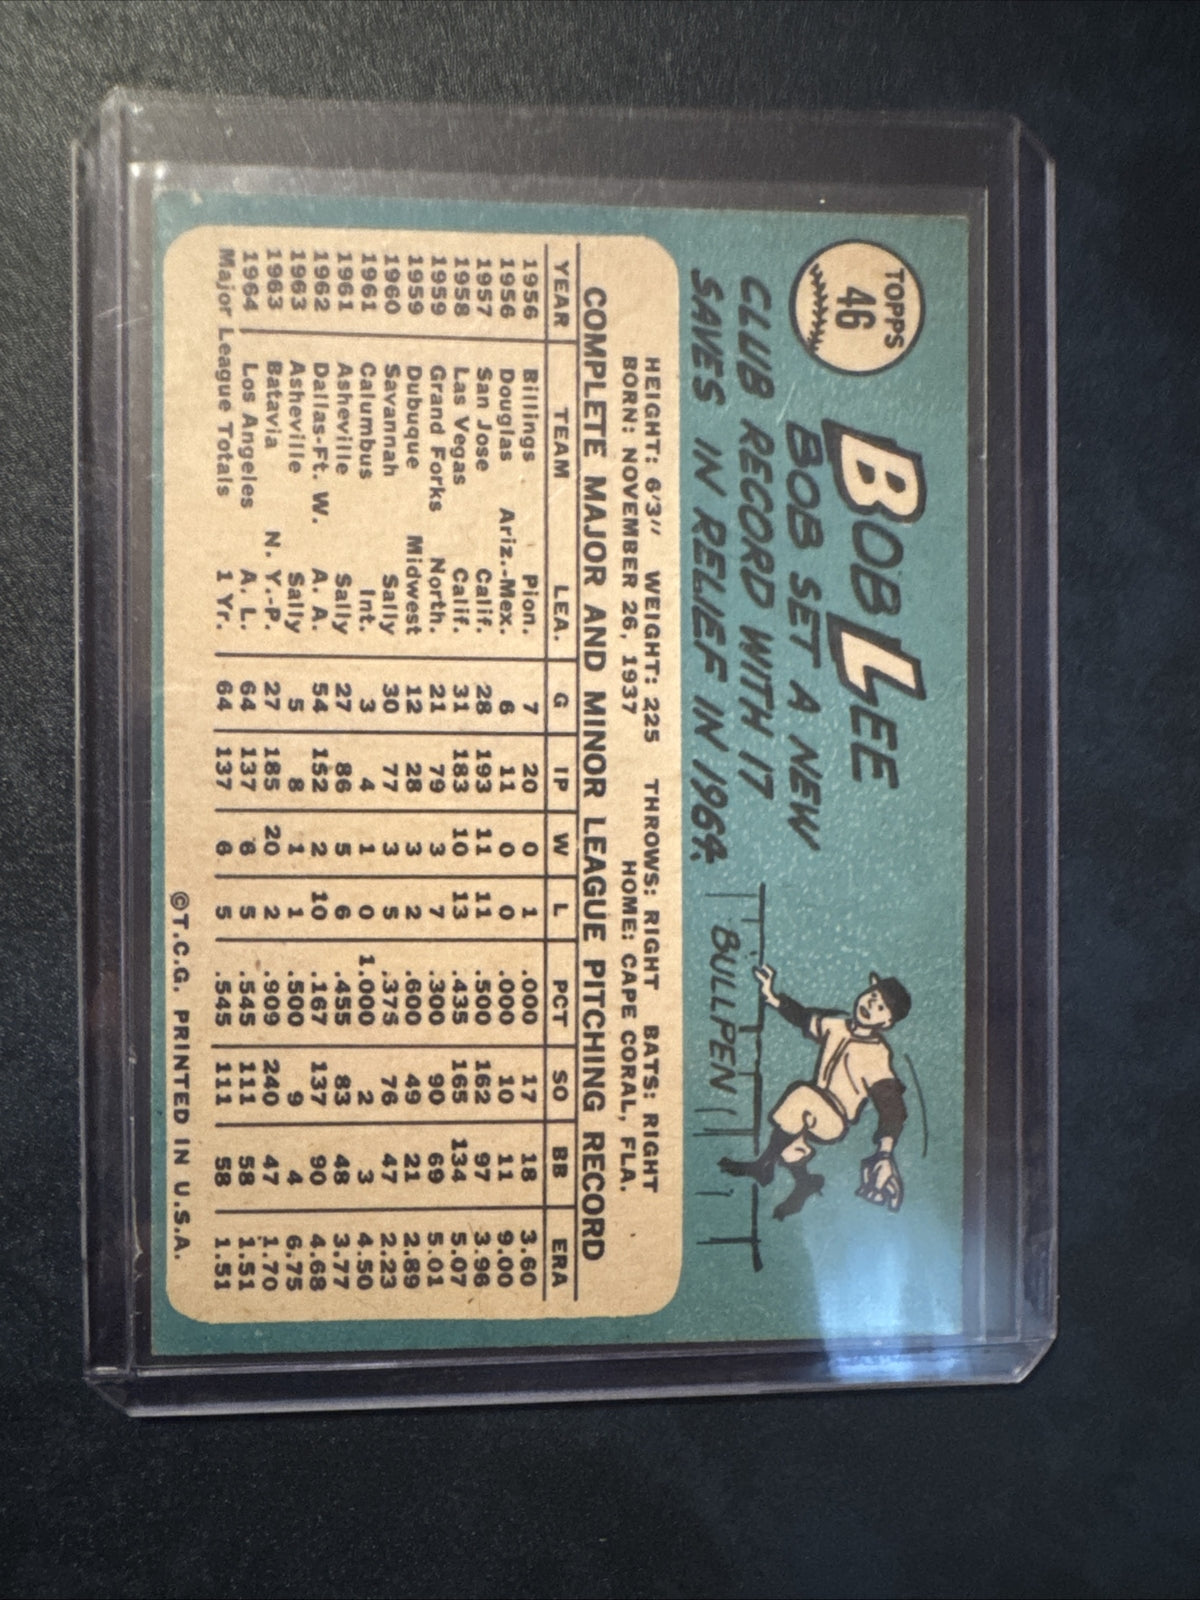 TOPPS
46
BOB LEE
BOB SET A NEW
CLUB RECORD WITH 17
SAVES IN RELIEF IN 1964.
BULLPEN
HEIGHT: 6'3" WEIGHT: 225 THROWS: RIGHT BATS: RIGHT
BORN: NOVEMBER 26, 1937 HOME: CAPE CORAL, FLA.
COMPLETE MAJOR AND MINOR LEAGUE PITCHING RECORD
YEAR TEAM LEA. G IP W L PCT SO BB ERA
1956 Billings Pion. 7 20 0 1 .000 17 18 3.60
1956 Douglas Ariz.-Mex. 6 11 0 0 .000 10 11 9.00
1957 San Jose Calif. 28 193 11 11 .500 162 97 3.96
1958 Las Vegas Calif. 31 183 10 13 .435 165 134 5.07
1959 Grand Forks North. 21 79 3 7 .300 90 69 5.01
1959 Dubuque Midwest 12 28 3 2 .600 49 21 2.89
1960 Savannah Sally 30 77 3 5 .375 76 47 2.23
1961 Calumbus Int. 3 4 1 0 1.000 2 3 4.50
1961 Asheville Sally 27 86 5 6 .455 83 48 3.77
1962 Dallas-Ft. W. A. A. 54 152 2 10 .167 137 90 4.68
1963 Asheville Sally 5 8 1 1 .500 9 4 6.75
1963 Batavia N. Y.-P. 27 185 20 2 .909 240 47 1.70
1964 Los Angeles A. L. 64 137 6 5 .545 111 58 1.51
Major League Totals 1 Yr. 64 137 6 5 .545 111 58 1.51
©T.C.G. PRINTED IN U.S.A.